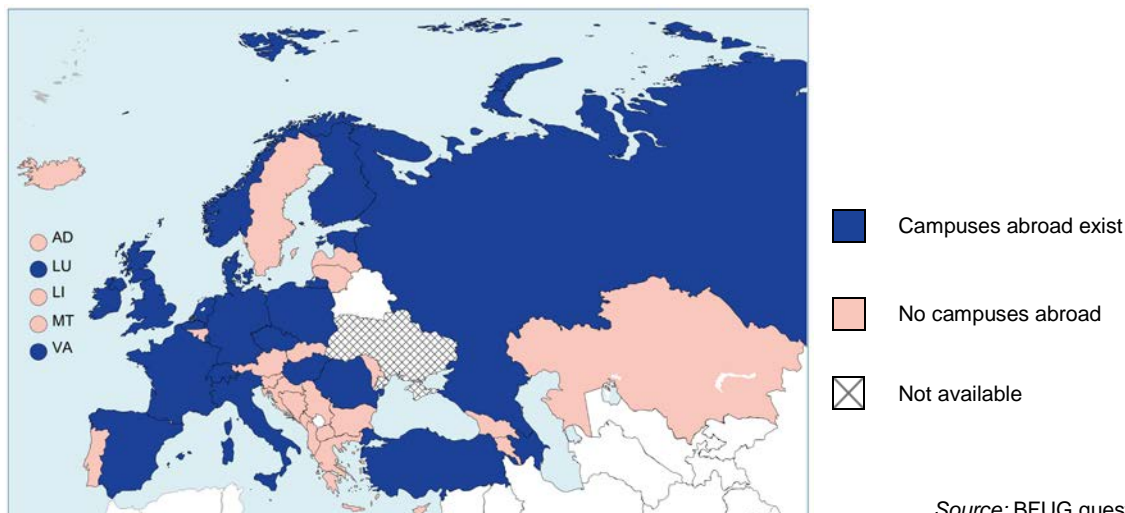 AD
LU
LI
MT
VA
Campuses abroad exist
No campuses abroad
Not available
Source: BFUG